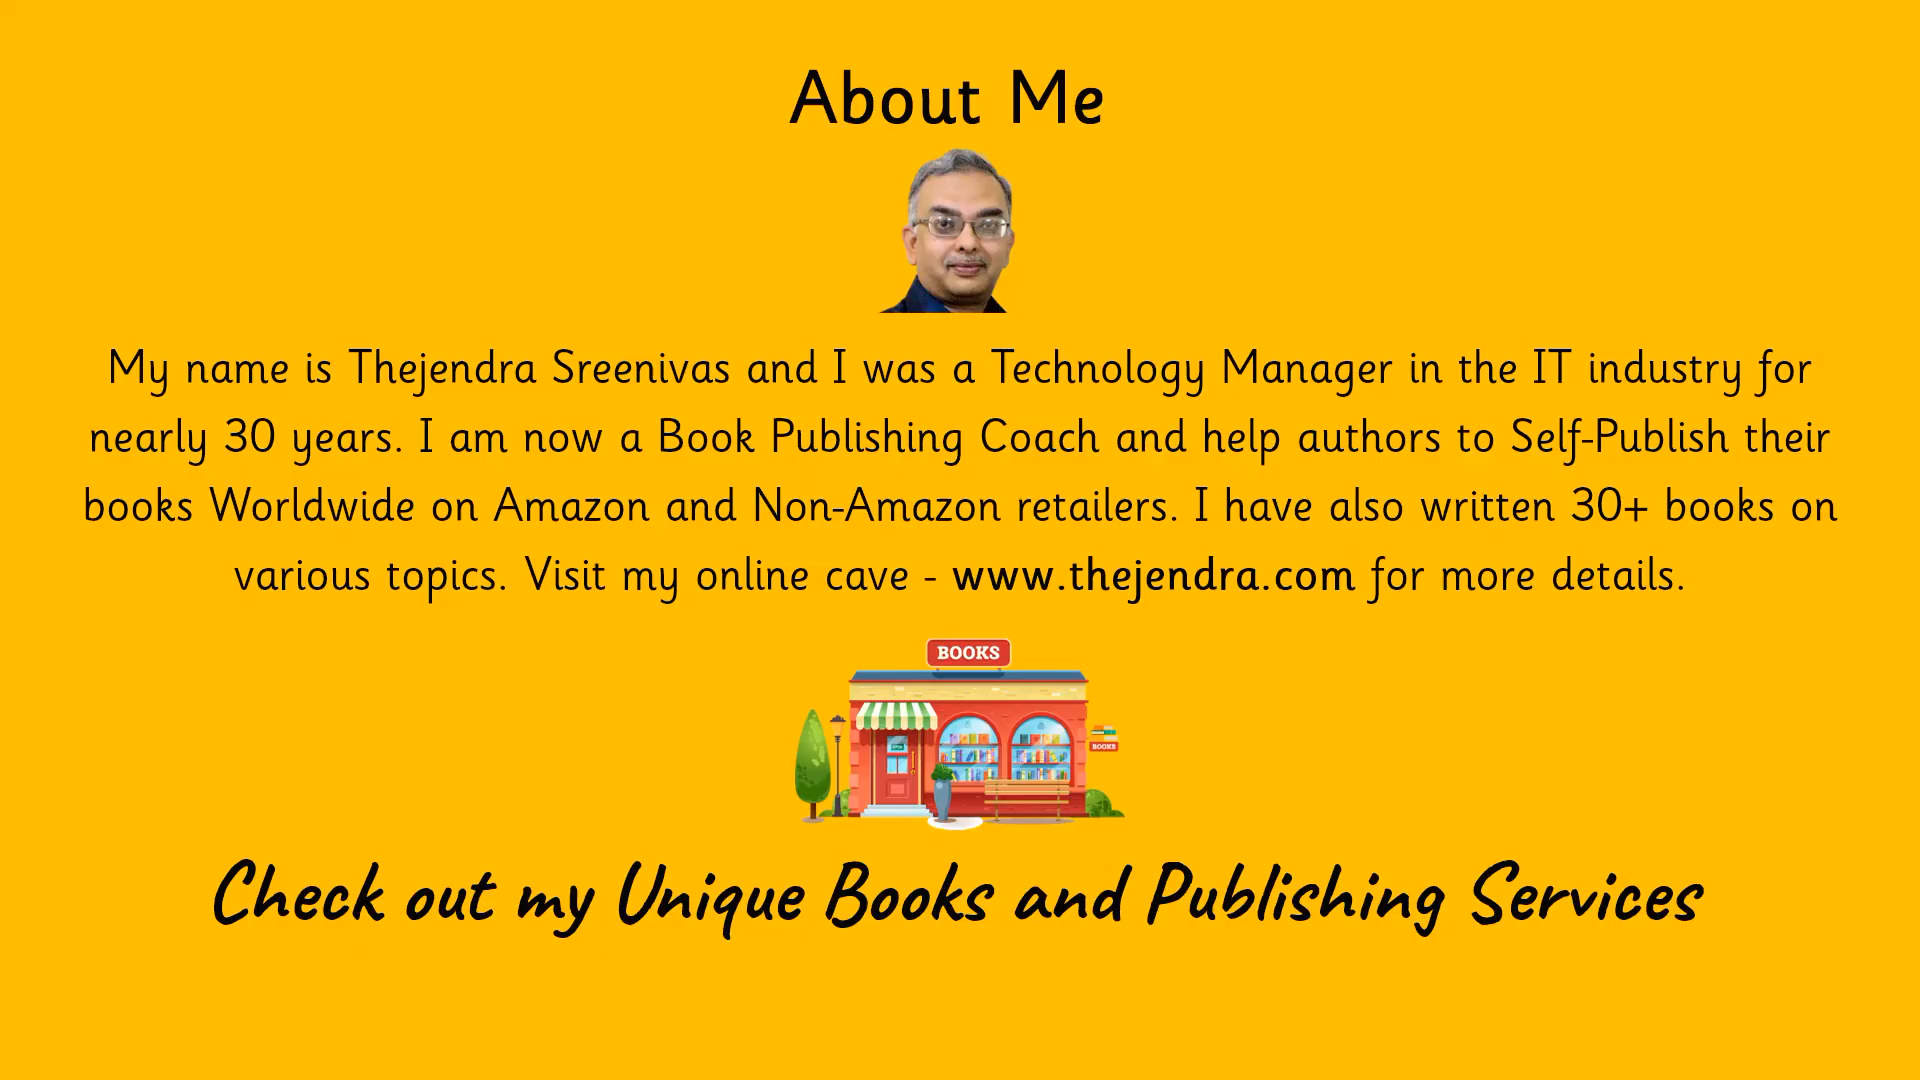 About Me
My name is Thejendra Sreenivas and I was a Technology Manager in the IT industry for
nearly 30 years. I am now a Book Publishing Coach and help authors to Self-Publish their
books Worldwide on Amazon and Non-Amazon retailers. I have also written 30+ books on
various topics. Visit my online cave - www.thejendra.com for more details.
BOOKS
BOOKS
Check out my Unique Books and Publishing Services